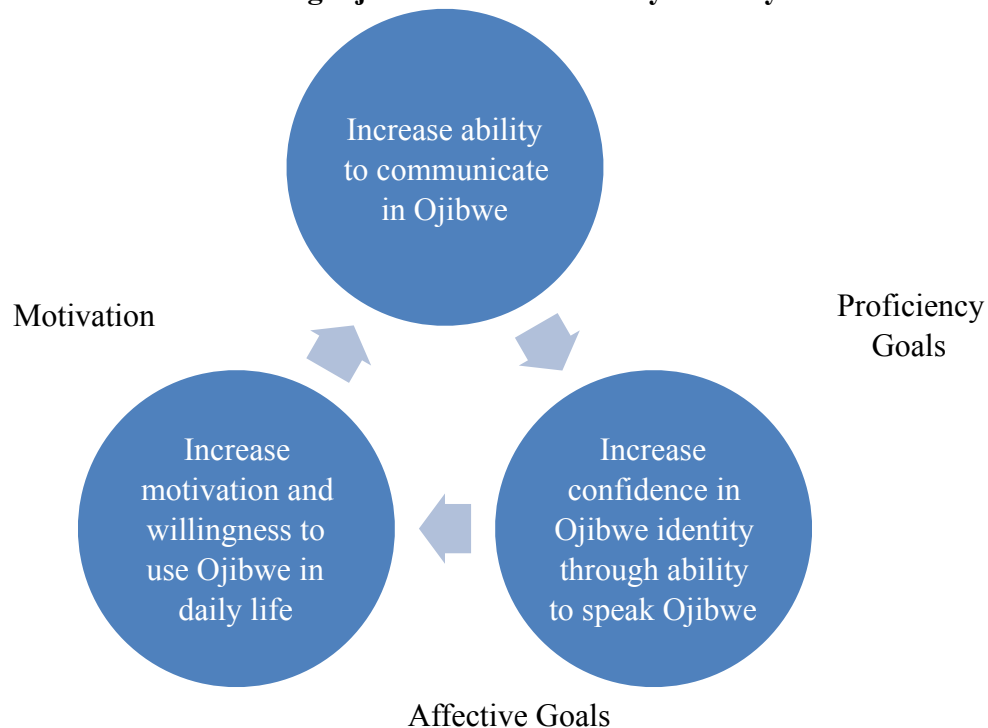 Increase ability
to communicate
in Ojibwe
Motivation
Proficiency
Goals
Increase
motivation and
willingness to
use Ojibwe in
daily life
Increase
confidence in
Ojibwe identity
through ability
to speak Ojibwe
Affective Goals